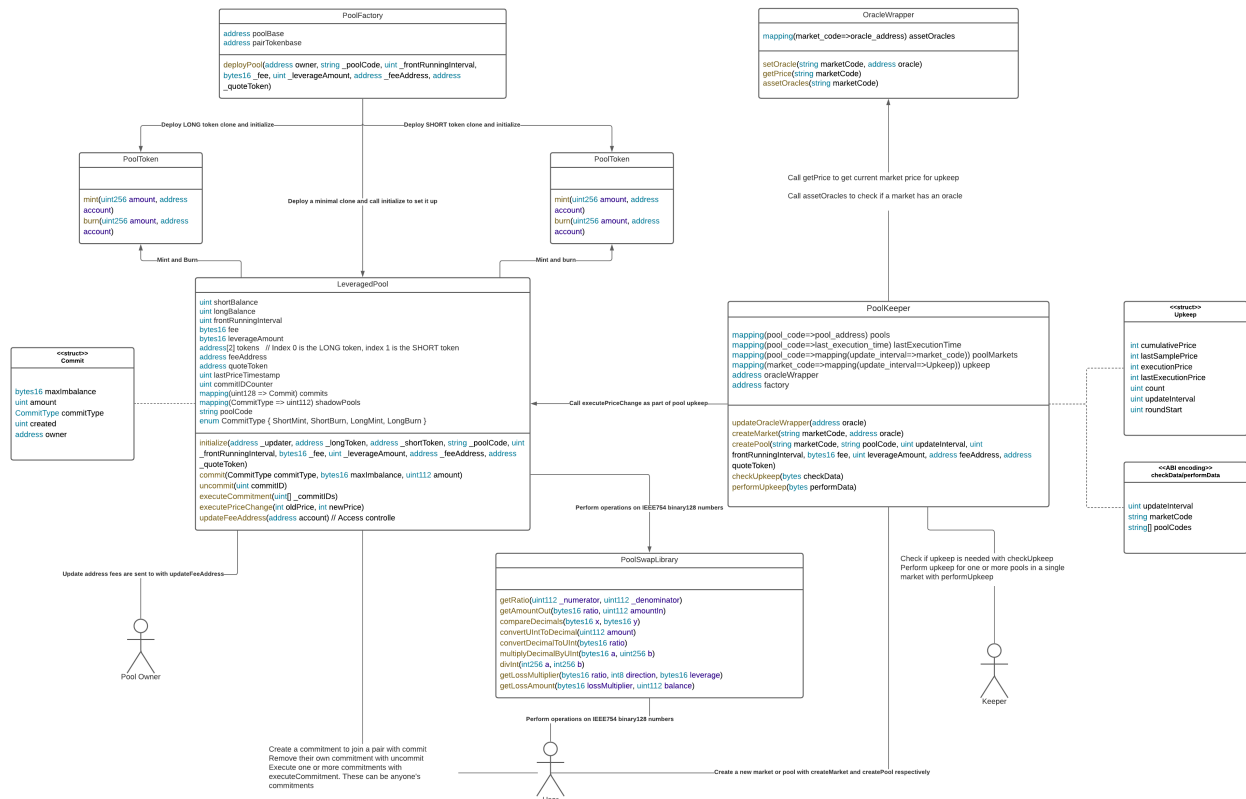 PoolFactory
address poolBase
address pairTokenbase
deployPool(address owner, string _poolCode, uint _frontRunningInterval,
bytes16 _fee, uint _leverageAmount, address _feeAddress, address
_quoteToken)
OracleWrapper
mapping(market_code=>oracle_address) assetOracles
setOracle(string marketCode, address oracle)
getPrice(string marketCode)
assetOracles(string marketCode)
Deploy LONG token clone and initialize
Deploy SHORT token clone and initialize
PoolToken
mint(uint256 amount, address
account)
burn(uint256 amount, address
account)
PoolToken
mint(uint256 amount, address
account)
burn(uint256 amount, address
account)
Deploy a minimal clone and call initialize to set it up
Call getPrice to get current market price for upkeep
Call assetOracles to check if a market has an oracle
Mint and Burn
Mint and burn
LeveragedPool
uint shortBalance
uint longBalance
uint frontRunningInterval
bytes16 fee
bytes16 leverageAmount
address[2] tokens // Index 0 is the LONG token, index 1 is the SHORT token
address feeAddress
address quoteToken
uint lastPriceTimestamp
uint commitIDCounter
mapping(uint128 => Commit) commits
mapping(CommitType => uint112) shadowPools
string poolCode
enum CommitType { ShortMint, ShortBurn, LongMint, LongBurn }
initialize(address _updater, address _longToken, address _shortToken, string _poolCode, uint
_frontRunningInterval, bytes16 _fee, uint _leverageAmount, address _feeAddress, address
_quoteToken)
commit(CommitType commitType, bytes16 maxImbalance, uint112 amount)
uncommit(uint commitID)
executeCommitment(uint[] _commitIDs)
executePriceChange(int oldPrice, int newPrice)
updateFeeAddress(address account) // Access controlle
<<struct>>
Commit
bytes16 maxImbalance
uint amount
CommitType commitType
uint created
address owner
Call executePriceChange as part of pool upkeep
PoolKeeper
mapping(pool_code=>pool_address) pools
mapping(pool_code=>last_execution_time) lastExecutionTime
mapping(pool_code=>mapping(update_interval=>market_code)) poolMarkets
mapping(market_code=>mapping(update_interval=>Upkeep)) upkeep
address oracleWrapper
address factory
updateOracleWrapper(address oracle)
createMarket(string marketCode, address oracle)
createPool(string marketCode, string poolCode, uint updateInterval, uint
frontRunningInterval, bytes16 fee, uint leverageAmount, address feeAddress, address
quoteToken)
checkUpkeep(bytes checkData)
performUpkeep(bytes performData)
<<struct>>
Upkeep
int cumulativePrice
int lastSamplePrice
int executionPrice
int lastExecutionPrice
uint count
uint updateInterval
uint roundStart
<<ABI encoding>>
checkData/performData
uint updateInterval
string marketCode
string[] poolCodes
Perform operations on IEEE754 binary128 numbers
PoolSwapLibrary
getRatio(uint112 _numerator, uint112 _denominator)
getAmountOut(bytes16 ratio, uint112 amountIn)
compareDecimals(bytes16 x, bytes16 y)
convertUIntToDecimal(uint112 amount)
convertDecimalToUInt(bytes16 ratio)
multiplyDecimalByUInt(bytes16 a, uint256 b)
divInt(int256 a, int256 b)
getLossMultiplier(bytes16 ratio, int8 direction, bytes16 leverage)
getLossAmount(bytes16 lossMultiplier, uint112 balance)
Check if upkeep is needed with checkUpkeep
Perform upkeep for one or more pools in a single
market with performUpkeep
Update address fees are sent to with updateFeeAddress
Pool Owner
Keeper
Perform operations on IEEE754 binary128 numbers
Create a commitment to join a pair with commit
Remove their own commitment with uncommit
Execute one or more commitments with
executeCommitment. These can be anyone's
commitments
Create a new market or pool with createMarket and createPool respectively